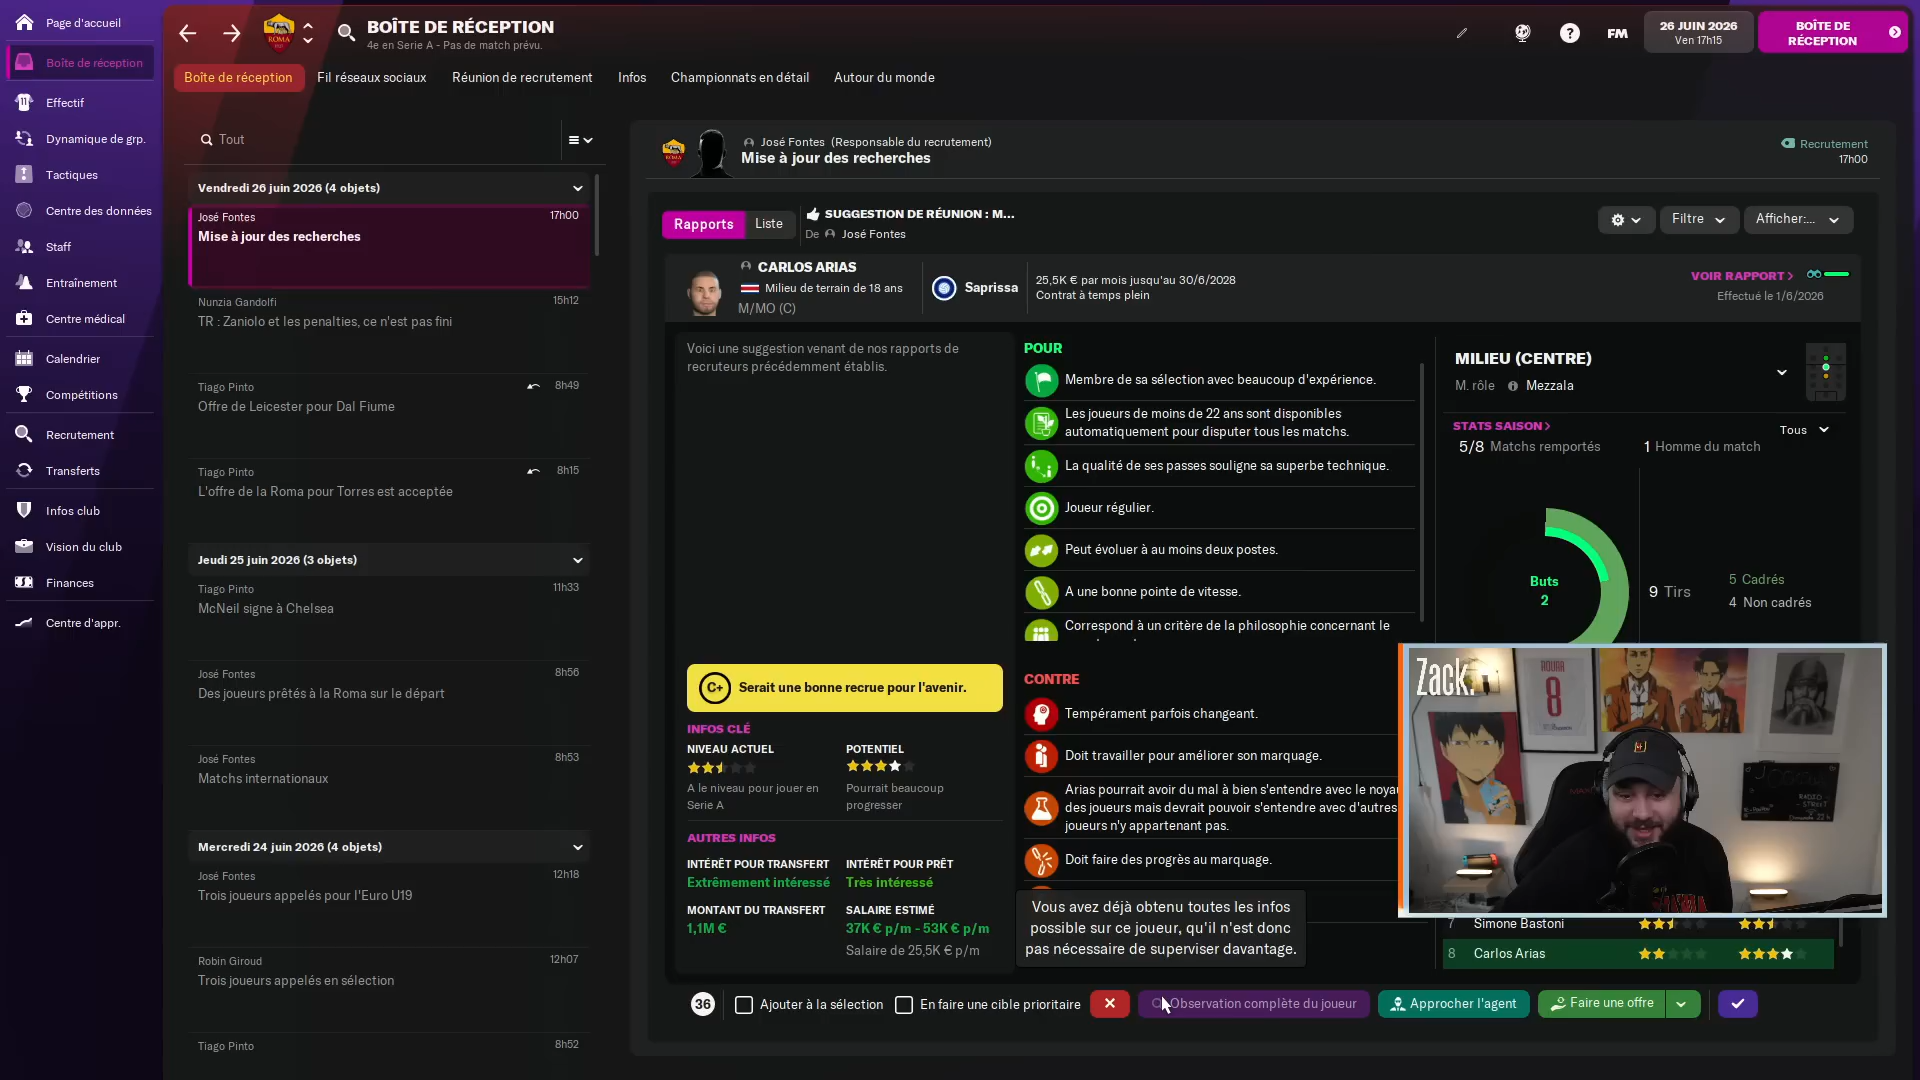 Page d'accueil
Boîte de réception
Effectif
Dynamique de grp.
Tactiques
Centre des données
Staff
Entraînement
Centre médical
Calendrier
Compétitions
Recrutement
Transferts
Infos club
Vision du club
Finances
Centre d'appr.
BOÎTE DE RÉCEPTION
4e en Serie A - Pas de match prévu.
FM
26 JUIN 2026
Ven 17h15
BOÎTE DE
RÉCEPTION
Boîte de réception
Fil réseaux sociaux
Réunion de recrutement
Infos
Championnats en détail
Autour du monde
Tout
Vendredi 26 juin 2026 (4 objets)
José Fontes 17h00
Mise à jour des recherches
Nunzia Gandolfi 15h12
TR : Zaniolo et les penalties, ce n'est pas fini
Tiago Pinto 8h49
Offre de Leicester pour Dal Fiume
Tiago Pinto 8h15
L'offre de la Roma pour Torres est acceptée
Jeudi 25 juin 2026 (3 objets)
Tiago Pinto 11h33
McNeil signe à Chelsea
José Fontes 8h56
Des joueurs prêtés à la Roma sur le départ
José Fontes 8h53
Matchs internationaux
Mercredi 24 juin 2026 (4 objets)
José Fontes 12h18
Trois joueurs appelés pour l'Euro U19
Robin Giroud 12h07
Trois joueurs appelés en sélection
Tiago Pinto 8h52
José Fontes (Responsable du recrutement)
Mise à jour des recherches
Recrutement
17h00
Rapports
Liste
SUGGESTION DE RÉUNION : M...
De José Fontes
Filtre
Afficher:...
CARLOS ARIAS
Milieu de terrain de 18 ans
M/MO (C)
Saprissa
25,5K € par mois jusqu'au 30/6/2028
Contrat à temps plein
VOIR RAPPORT >
Effectué le 1/6/2026
Voici une suggestion venant de nos rapports de
recruteurs précédemment établis.
C+ Serait une bonne recrue pour l'avenir.
INFOS CLÉ
NIVEAU ACTUEL
A le niveau pour jouer en
Serie A
POTENTIEL
Pourrait beaucoup
progresser
AUTRES INFOS
INTÉRÊT POUR TRANSFERT
Extrêmement intéressé
INTÉRÊT POUR PRÊT
Très intéressé
MONTANT DU TRANSFERT
1,1M €
SALAIRE ESTIMÉ
37K € p/m - 53K € p/m
Salaire de 25,5K € p/m
POUR
Membre de sa sélection avec beaucoup d'expérience.
Les joueurs de moins de 22 ans sont disponibles
automatiquement pour disputer tous les matchs.
La qualité de ses passes souligne sa superbe technique.
Joueur régulier.
Peut évoluer à au moins deux postes.
A une bonne pointe de vitesse.
Correspond à un critère de la philosophie concernant le
CONTRE
Tempérament parfois changeant.
Doit travailler pour améliorer son marquage.
Arias pourrait avoir du mal à bien s'entendre avec le noyau
des joueurs mais devrait pouvoir s'entendre avec d'autres
joueurs n'y appartenant pas.
Doit faire des progrès au marquage.
Vous avez déjà obtenu toutes les infos
possible sur ce joueur, qu'il n'est donc
pas nécessaire de superviser davantage.
MILIEU (CENTRE)
M. rôle Mezzala
STATS SAISON >
Tous
5/8 Matchs remportés
1 Homme du match
Buts
2
9 Tirs
5 Cadrés
4 Non cadrés
Zack.
8
7 Simone Bastoni
8 Carlos Arias
36
Ajouter à la sélection
En faire une cible prioritaire
Observation complète du joueur
Approcher l'agent
Faire une offre